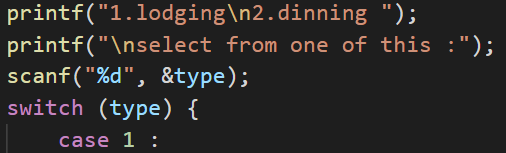 printf("1.lodging\n2.dinning ");
printf("\nselect from one of this :");
scanf("%d", &type);
switch (type) {
case 1 :